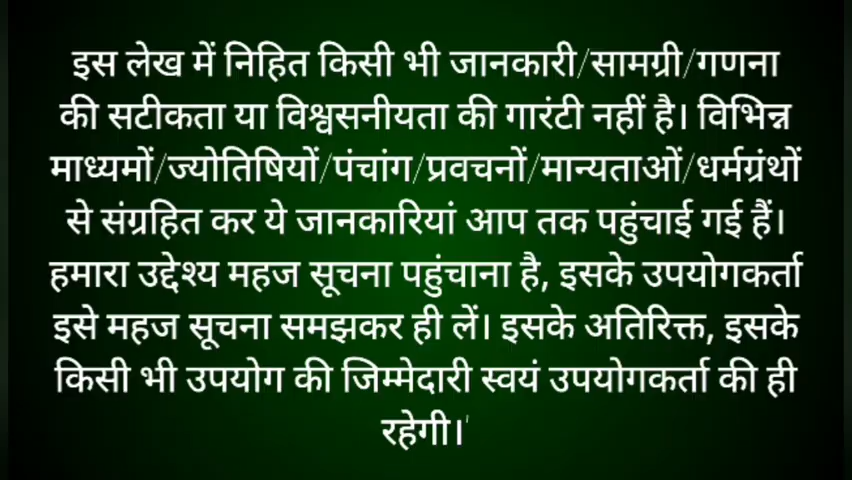 इस लेख में निहित किसी भी जानकारी/सामग्री/गणना
की सटीकता या विश्वसनीयता की गारंटी नहीं है। विभिन्न
माध्यमों/ज्योतिषियों/पंचांग/प्रवचनों/मान्यताओं/धर्मग्रंथों
से संग्रहित कर ये जानकारियां आप तक पहुंचाई गई हैं।
हमारा उद्देश्य महज सूचना पहुंचाना है, इसके उपयोगकर्ता
इसे महज सूचना समझकर ही लें। इसके अतिरिक्त, इसके
किसी भी उपयोग की जिम्मेदारी स्वयं उपयोगकर्ता की ही
रहेगी।'